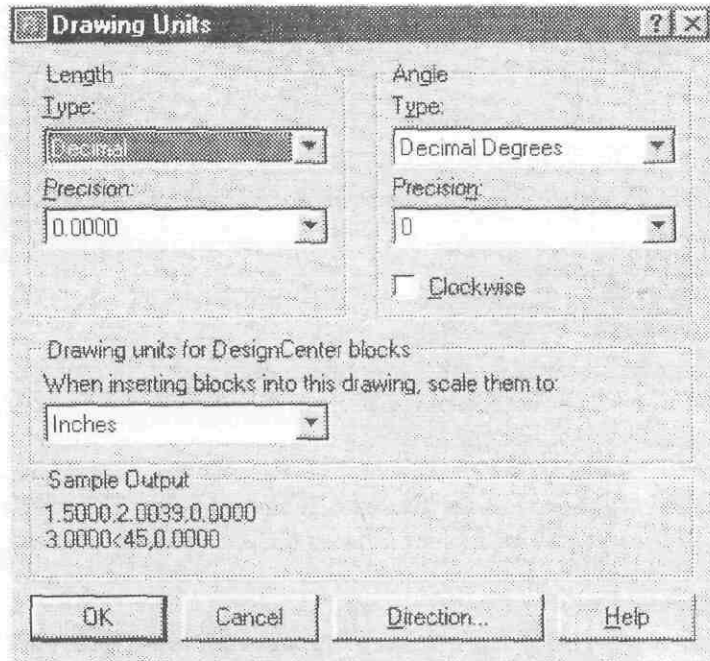 Drawing Units
Length
Type:
Decimal
Precision:
0.0000
Angle
Type:
Decimal Degrees
Precision:
0
Clockwise
Drawing units for DesignCenter blocks
When inserting blocks into this drawing, scale them to:
Inches
Sample Output
1.5000,2.0039,0.0000
3.0000<45,0.0000
OK
Cancel
Direction...
Help